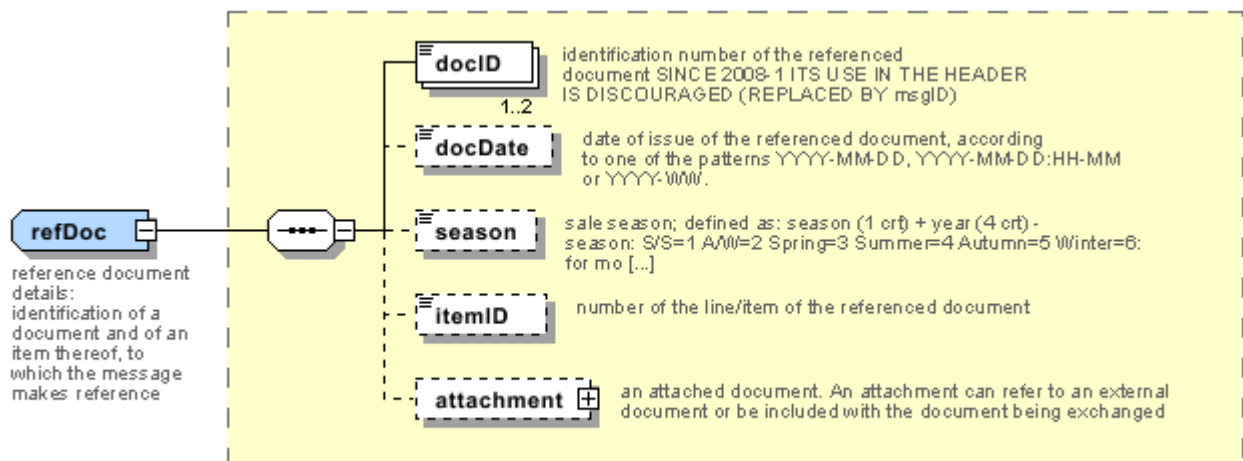 docID
1..2
identification number of the referenced
document SINCE 2008-1 ITS USE IN THE HEADER
IS DISCOURAGED (REPLACED BY msgID)
docDate
date of issue of the referenced document, according
to one of the patterns YYYY-MM-DD, YYYY-MM-DD:HH-MM
or YYYY-WW.
refDoc
reference document
details:
identification of a
document and of an
item thereof, to
which the message
makes reference
season
sale season; defined as: season (1 crt) + year (4 crt) -
season: S/S=1 A/W=2 Spring=3 Summer=4 Autumn=5 Winter=6:
for mo [...]
itemID
number of the line/item of the referenced document
attachment
an attached document. An attachment can refer to an external
document or be included with the document being exchanged